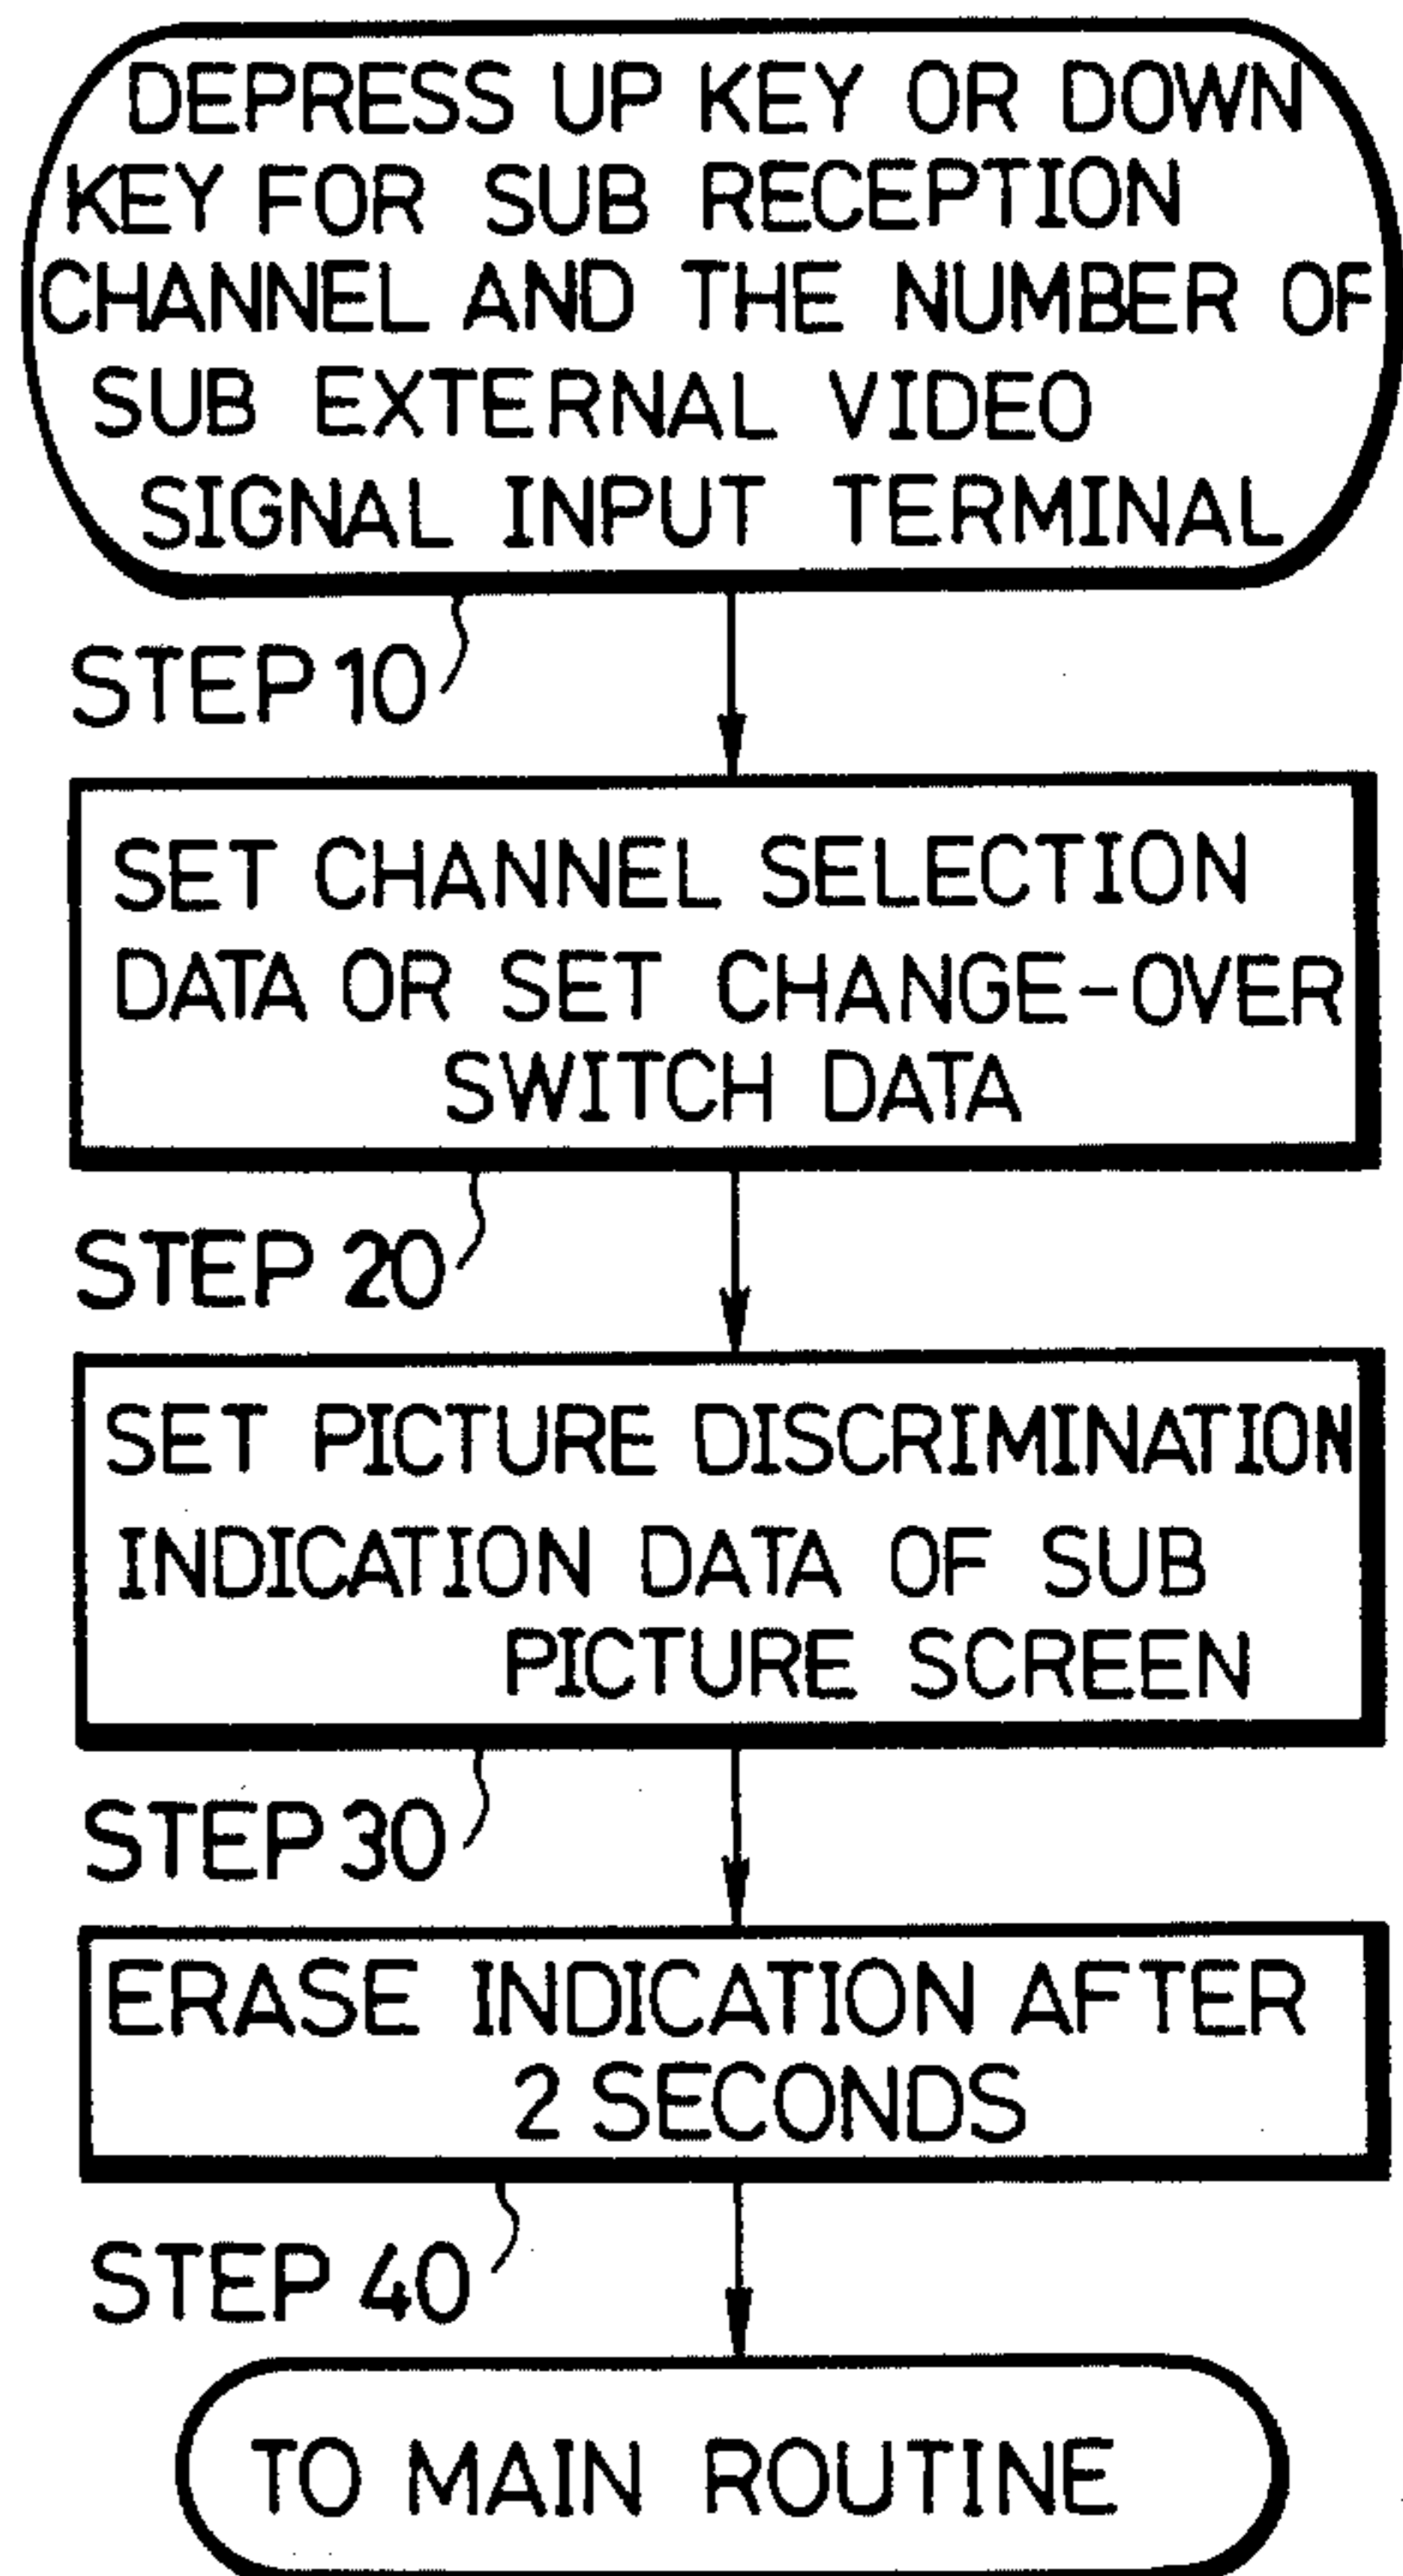 DEPRESS UP KEY OR DOWN
KEY FOR SUB RECEPTION
CHANNEL AND THE NUMBER OF
SUB EXTERNAL VIDEO
SIGNAL INPUT TERMINAL
STEP 10
SET CHANNEL SELECTION
DATA OR SET CHANGE-OVER
SWITCH DATA
STEP 20
SET PICTURE DISCRIMINATION
INDICATION DATA OF SUB
PICTURE SCREEN
STEP 30
ERASE INDICATION AFTER
2 SECONDS
STEP 40
TO MAIN ROUTINE